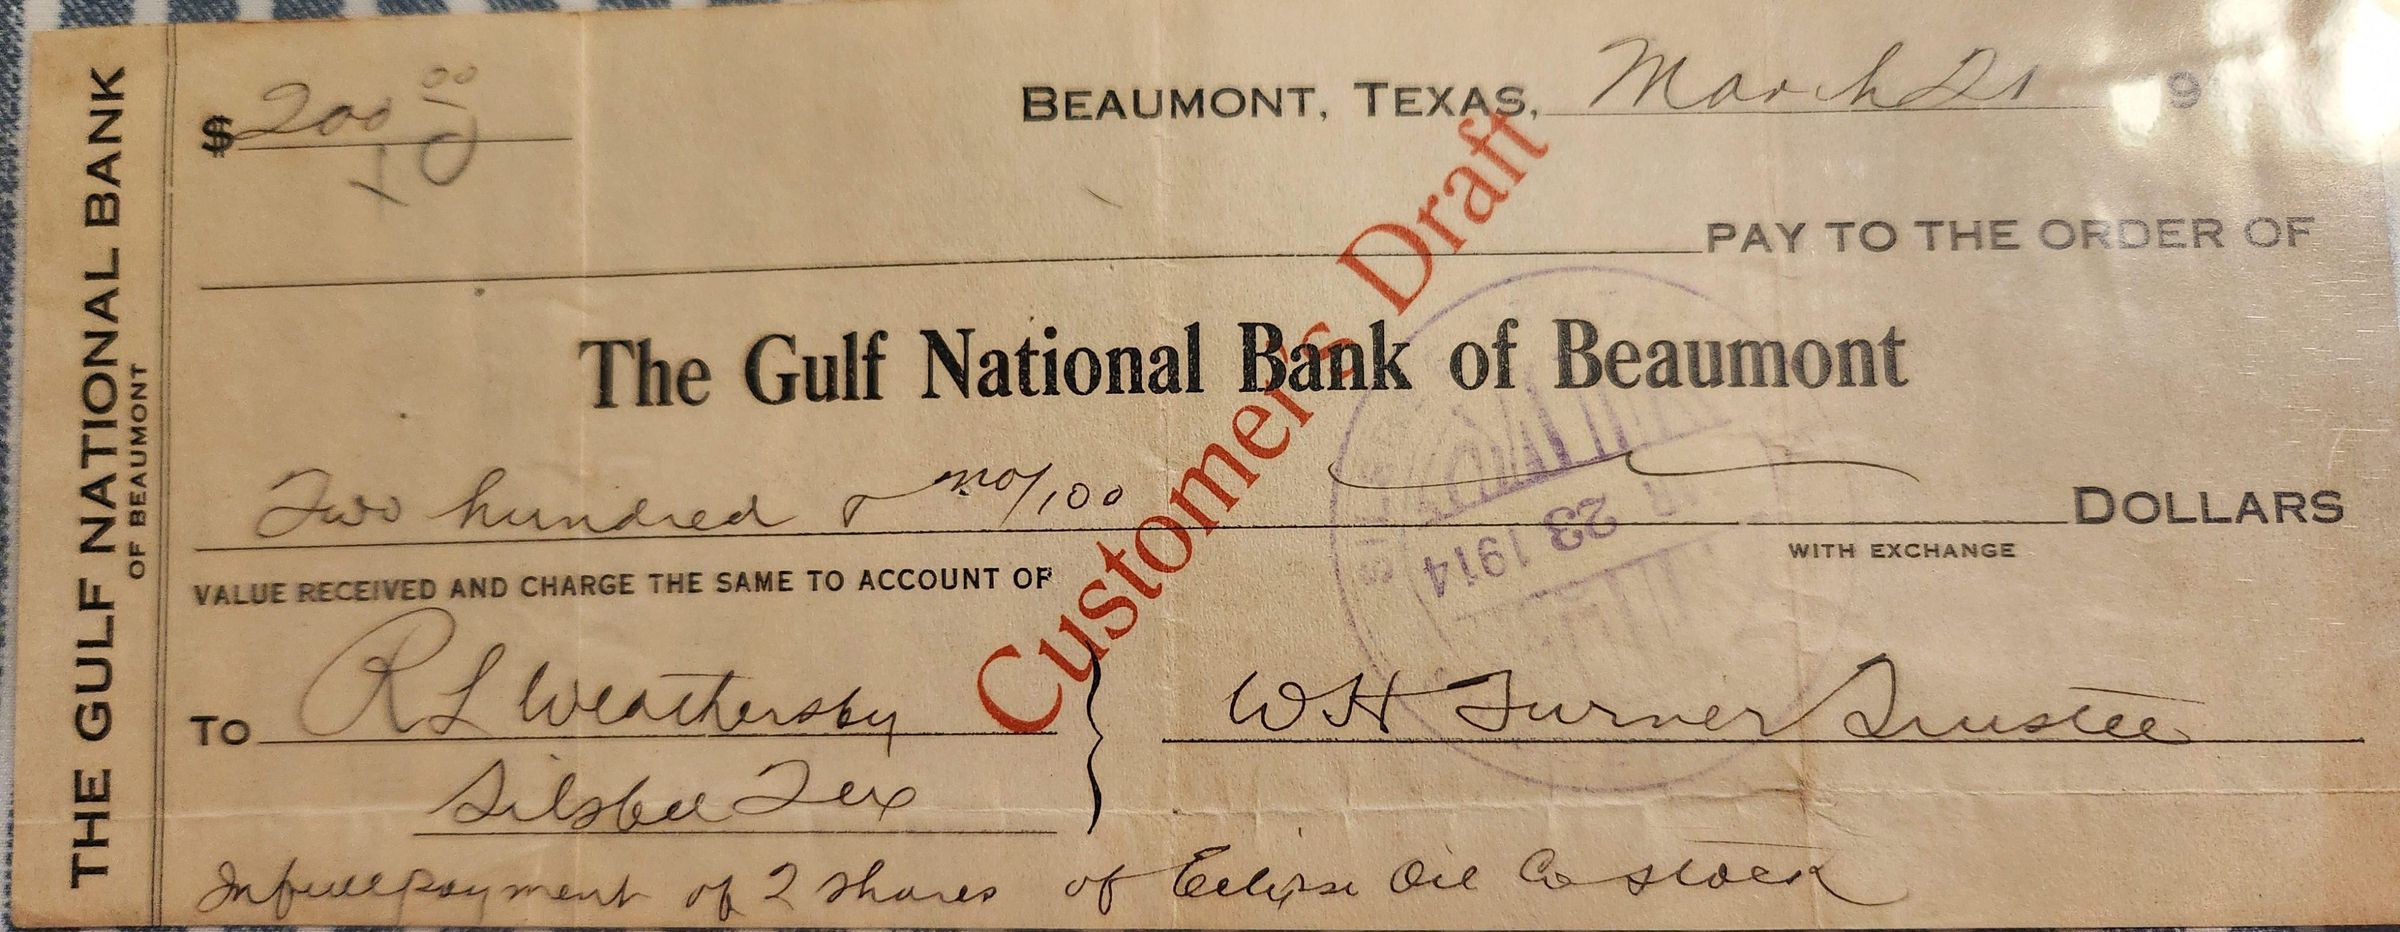 THE GULF NATIONAL BANK
OF BEAUMONT
$ 200 00
BEAUMONT, TEXAS, March 21 19
PAY TO THE ORDER OF
The Gulf National Bank of Beaumont
Customer's Draft
Two hundred & no/100 DOLLARS
WITH EXCHANGE
23 1914
VALUE RECEIVED AND CHARGE THE SAME TO ACCOUNT OF
TO R L Weathersby
W H Turner Trustee
Silsbee Tex
In full payment of 2 shares of Eclipse Oil Co stock